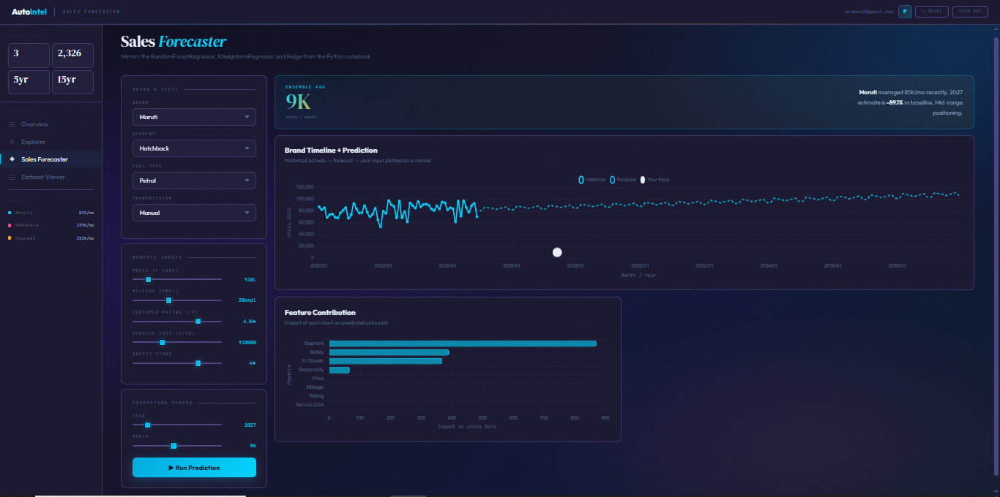 AutoIntel
SALES FORECASTER
pranev35@gmail.com
P
RESET
SIGN OUT
3
2,326
5yr
15yr
Overview
Explorer
Sales Forecaster
Dataset Viewer
Maruti 81K/mo
Mahindra 239K/mo
Hyundai 252K/mo
Sales Forecaster
Mirrors the RandomForestRegressor, KNeighborsRegressor and Ridge from the Python notebook
BRAND & SPECS
BRAND
Maruti
SEGMENT
Hatchback
FUEL TYPE
Petrol
TRANSMISSION
Manual
NUMERIC INPUTS
PRICE (₹ LAKH)
₹10L
MILEAGE (KMPL)
20kmpl
CUSTOMER RATING (/5)
4.0★
SERVICE COST (₹/YR)
₹10000
SAFETY STARS
4★
PREDICTION PERIOD
YEAR
2027
MONTH
M6
▶ Run Prediction
ENSEMBLE AVG
9K
units / month
Maruti averaged 85K/mo recently. 2027
estimate is -89.1% vs baseline. Mid-range
positioning.
Brand Timeline + Prediction
Historical actuals → forecast → your input plotted as a marker
Historical Forecast Your Input
120,000
100,000
80,000
60,000
40,000
20,000
0
Units Sold
2020/01 2022/01 2024/01 2026/01 2028/01 2030/01 2032/01 2034/01 2036/01 2038/01
Month / Year
Feature Contribution
Impact of each input on predicted units sold
Segment
Safety
Yr Growth
Seasonality
Price
Mileage
Rating
Service Cost
Feature
0 100 200 300 400 500 600 700 800 900
Impact on Units Sold